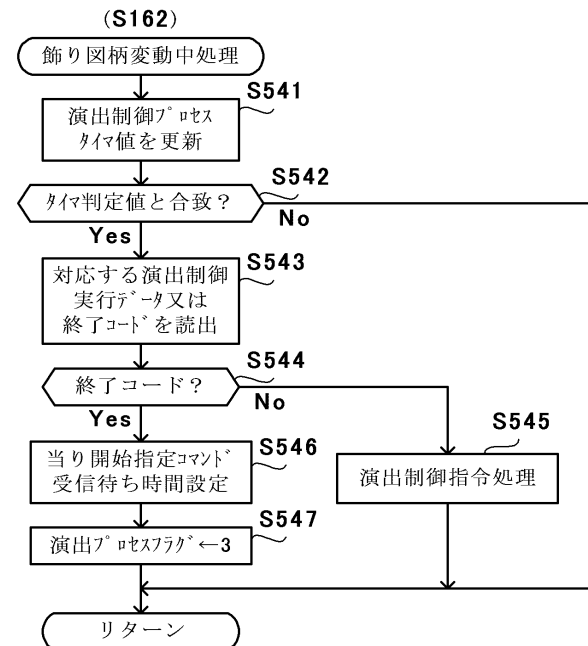 (S162)
飾り図柄変動中処理
S541
演出制御ﾌﾟﾛｾｽ
ﾀｲﾏ値を更新
S542
ﾀｲﾏ判定値と合致？
No
Yes
S543
対応する演出制御
実行ﾃﾞｰﾀ又は
終了ｺｰﾄﾞを読出
S544
終了コード？
No
Yes
S545
演出制御指令処理
S546
当り開始指定ｺﾏﾝﾄﾞ
受信待ち時間設定
S547
演出ﾌﾟﾛｾｽﾌﾗｸﾞ←3
リターン